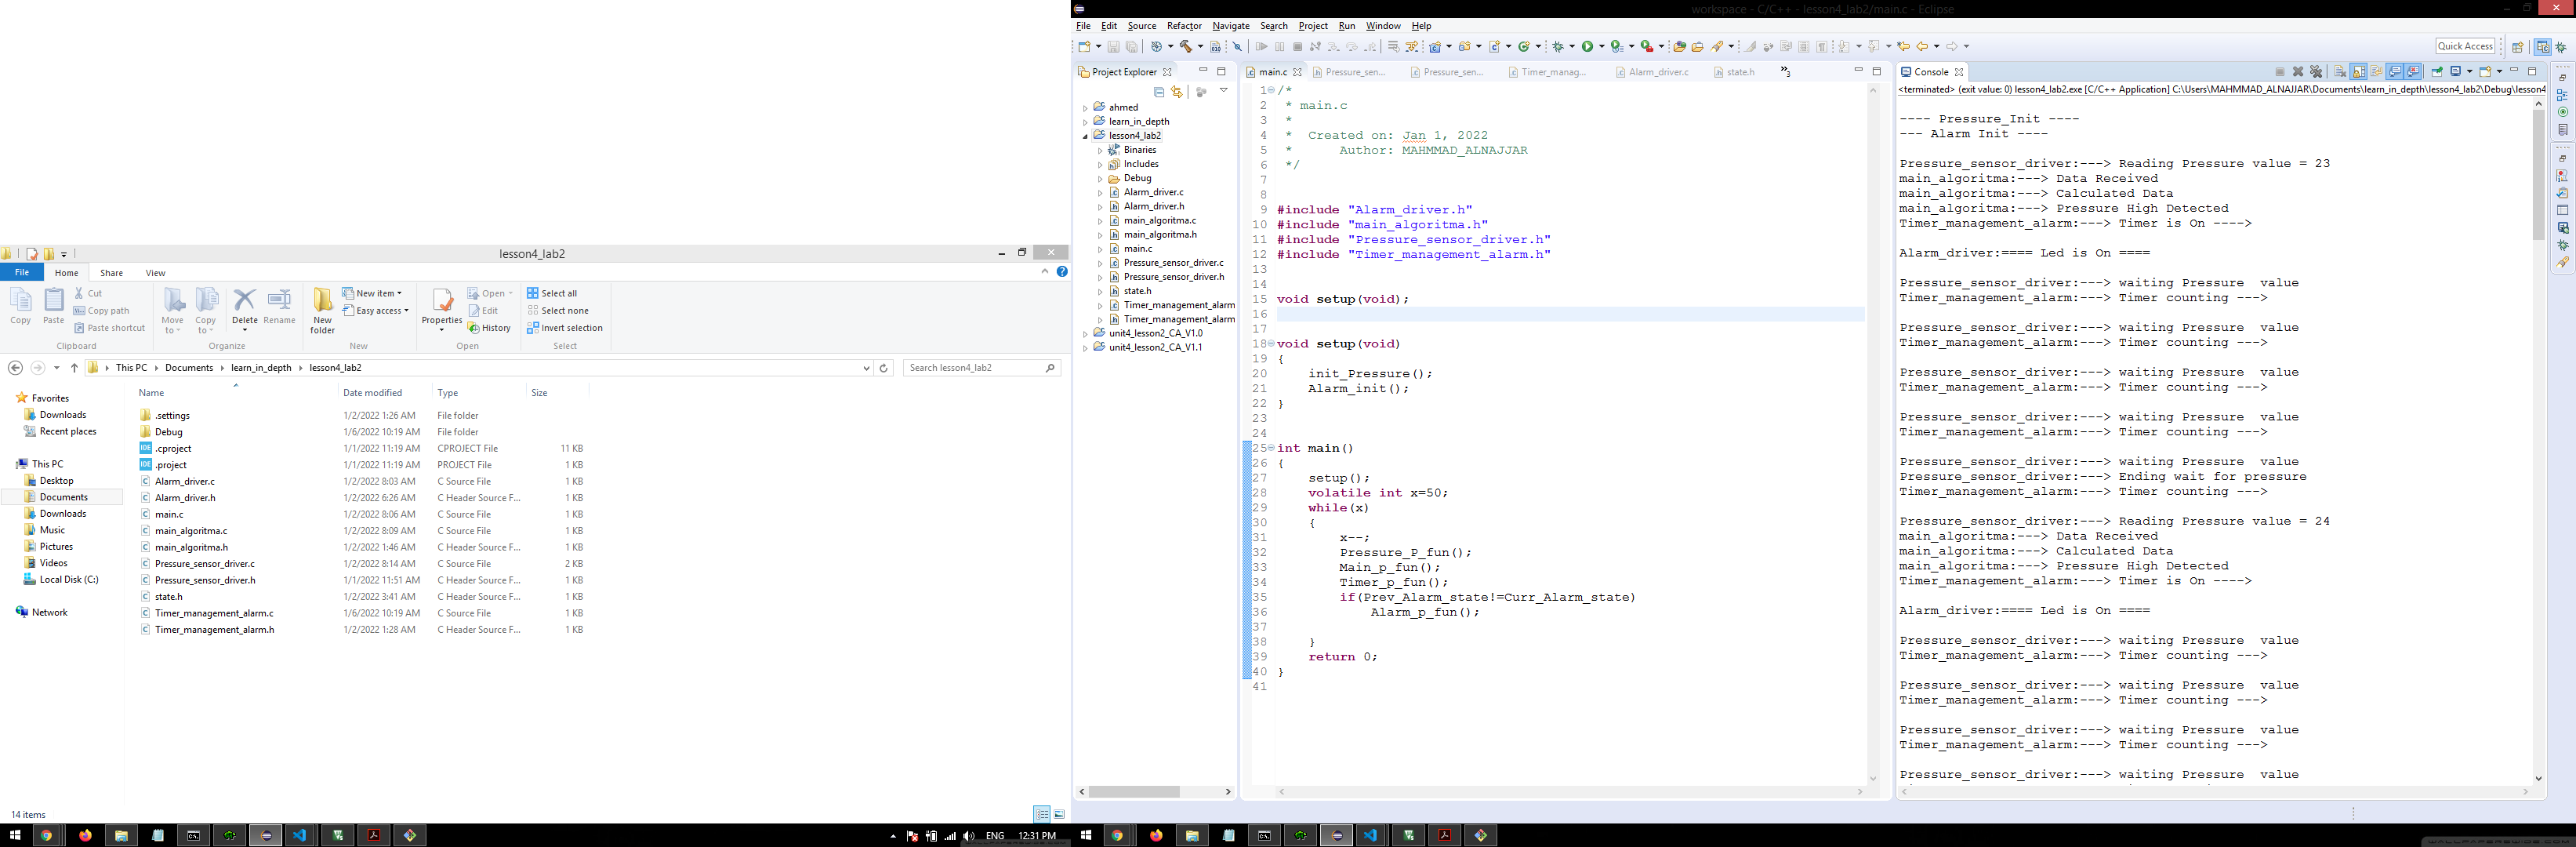 lesson4_lab2
File Home Share View
Copy Paste Cut Copy path Paste shortcut Clipboard
Move to Copy to Delete Rename Organize
New folder New item Easy access New
Properties Open Edit History Open
Select all Select none Invert selection Select
This PC Documents learn_in_depth lesson4_lab2 Search lesson4_lab2
Favorites
Downloads
Recent places
This PC
Desktop
Documents
Downloads
Music
Pictures
Videos
Local Disk (C:)
Network
Name Date modified Type Size
.settings 1/2/2022 1:26 AM File folder
Debug 1/6/2022 10:19 AM File folder
.cproject 1/1/2022 11:19 AM CPROJECT File 11 KB
.project 1/1/2022 11:19 AM PROJECT File 1 KB
Alarm_driver.c 1/2/2022 8:03 AM C Source File 1 KB
Alarm_driver.h 1/2/2022 6:26 AM C Header Source F... 1 KB
main.c 1/2/2022 8:06 AM C Source File 1 KB
main_algoritma.c 1/2/2022 8:09 AM C Source File 1 KB
main_algoritma.h 1/2/2022 1:46 AM C Header Source F... 1 KB
Pressure_sensor_driver.c 1/2/2022 8:14 AM C Source File 2 KB
Pressure_sensor_driver.h 1/1/2022 11:51 AM C Header Source F... 1 KB
state.h 1/2/2022 3:41 AM C Header Source F... 1 KB
Timer_management_alarm.c 1/6/2022 10:19 AM C Source File 1 KB
Timer_management_alarm.h 1/2/2022 1:28 AM C Header Source F... 1 KB
14 items
ENG 12:31 PM
workspace - C/C++ - lesson4_lab2/main.c - Eclipse
File Edit Source Refactor Navigate Search Project Run Window Help
Quick Access
Project Explorer
ahmed
learn_in_depth
lesson4_lab2
Binaries
Includes
Debug
Alarm_driver.c
Alarm_driver.h
main_algoritma.c
main_algoritma.h
main.c
Pressure_sensor_driver.c
Pressure_sensor_driver.h
state.h
Timer_management_alarm
Timer_management_alarm
unit4_lesson2_CA_V1.0
unit4_lesson2_CA_V1.1
main.c Pressure_sen... Pressure_sen... Timer_manag... Alarm_driver.c state.h »3
1 /*
2 * main.c
3 *
4 * Created on: Jan 1, 2022
5 * Author: MAHMMAD_ALNAJJAR
6 */
7
8
9 #include "Alarm_driver.h"
10 #include "main_algoritma.h"
11 #include "Pressure_sensor_driver.h"
12 #include "Timer_management_alarm.h"
13
14
15 void setup(void);
16
17
18 void setup(void)
19 {
20 init_Pressure();
21 Alarm_init();
22 }
23
24
25 int main()
26 {
27 setup();
28 volatile int x=50;
29 while(x)
30 {
31 x--;
32 Pressure_P_fun();
33 Main_p_fun();
34 Timer_p_fun();
35 if(Prev_Alarm_state!=Curr_Alarm_state)
36 Alarm_p_fun();
37
38 }
39 return 0;
40 }
41
Console
<terminated> (exit value: 0) lesson4_lab2.exe [C/C++ Application] C:\Users\MAHMMAD_ALNAJJAR\Documents\learn_in_depth\lesson4_lab2\Debug\lesson4
---- Pressure_Init ----
--- Alarm Init ----
Pressure_sensor_driver:---> Reading Pressure value = 23
main_algoritma:---> Data Received
main_algoritma:---> Calculated Data
main_algoritma:---> Pressure High Detected
Timer_management_alarm:---> Timer is On ---->
Alarm_driver:==== Led is On ====
Pressure_sensor_driver:---> waiting Pressure  value
Timer_management_alarm:---> Timer counting --->
Pressure_sensor_driver:---> waiting Pressure  value
Timer_management_alarm:---> Timer counting --->
Pressure_sensor_driver:---> waiting Pressure  value
Timer_management_alarm:---> Timer counting --->
Pressure_sensor_driver:---> waiting Pressure  value
Timer_management_alarm:---> Timer counting --->
Pressure_sensor_driver:---> waiting Pressure  value
Pressure_sensor_driver:---> Ending wait for pressure
Timer_management_alarm:---> Timer counting --->
Pressure_sensor_driver:---> Reading Pressure value = 24
main_algoritma:---> Data Received
main_algoritma:---> Calculated Data
main_algoritma:---> Pressure High Detected
Timer_management_alarm:---> Timer is On ---->
Alarm_driver:==== Led is On ====
Pressure_sensor_driver:---> waiting Pressure  value
Timer_management_alarm:---> Timer counting --->
Pressure_sensor_driver:---> waiting Pressure  value
Timer_management_alarm:---> Timer counting --->
Pressure_sensor_driver:---> waiting Pressure  value
Timer_management_alarm:---> Timer counting --->
Pressure_sensor_driver:---> waiting Pressure  value